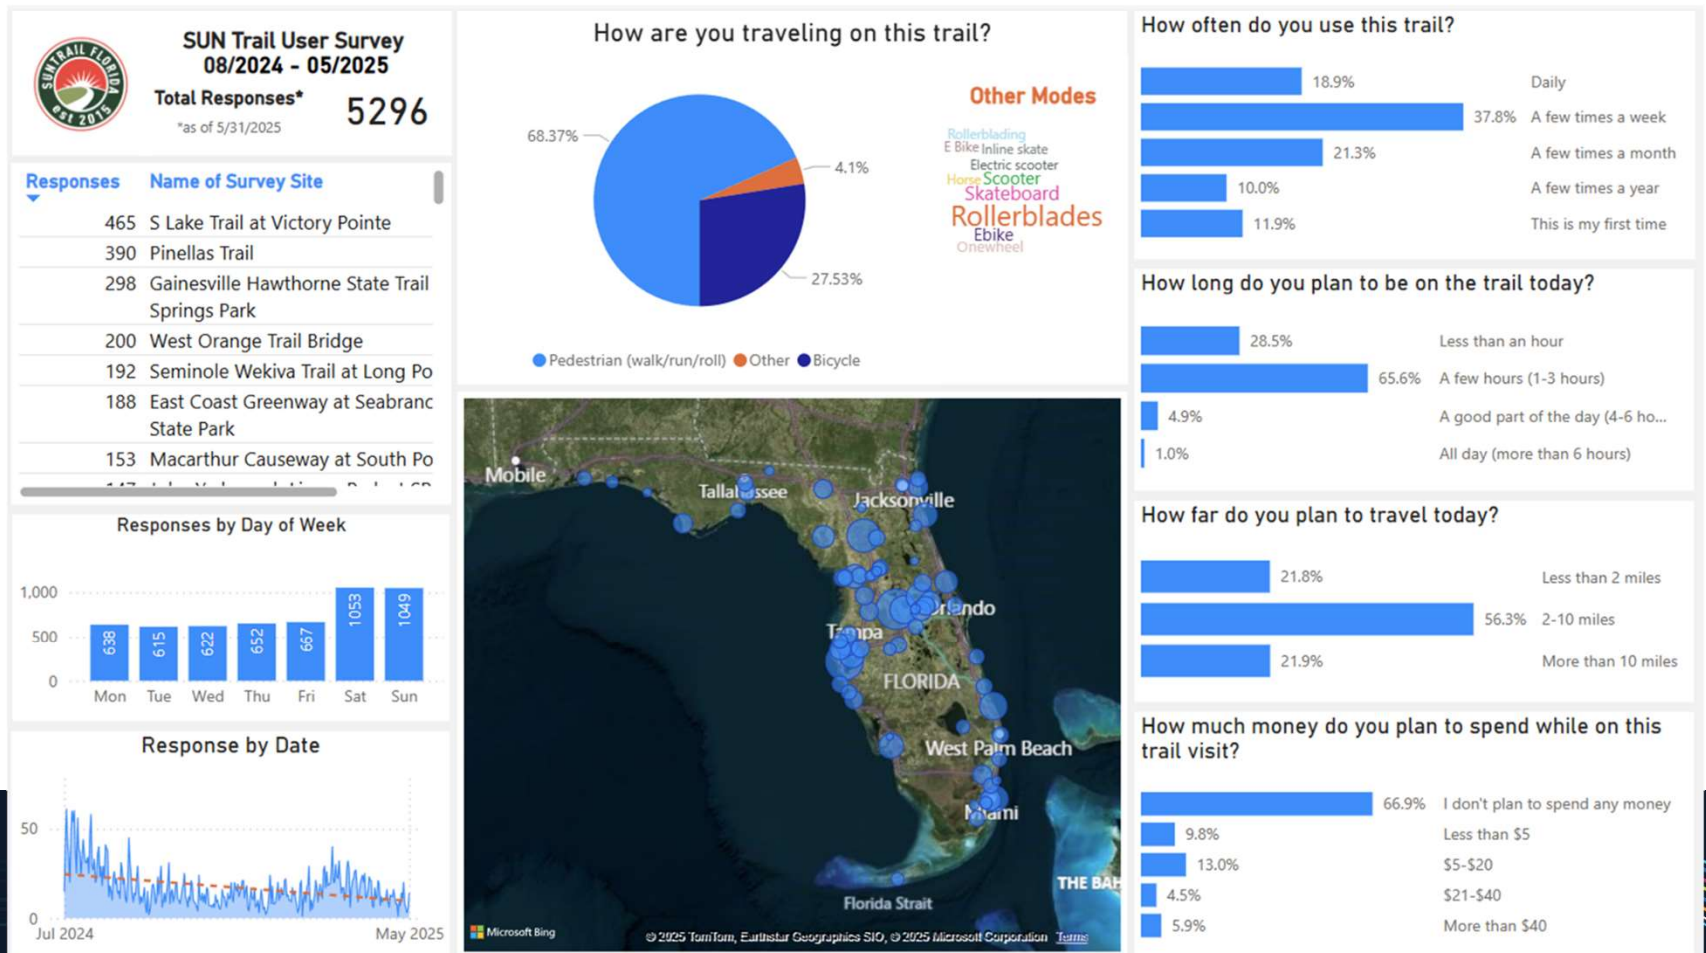 SUNTRAIL FLORIDA
est 2015
SUN Trail User Survey
08/2024 - 05/2025
Total Responses*
5296
*as of 5/31/2025
Responses Name of Survey Site
465 S Lake Trail at Victory Pointe
390 Pinellas Trail
298 Gainesville Hawthorne State Trail
Springs Park
200 West Orange Trail Bridge
192 Seminole Wekiva Trail at Long Po
188 East Coast Greenway at Seabranc
State Park
153 Macarthur Causeway at South Po
Responses by Day of Week
1,000
500
0
638
615
622
652
667
1053
1049
Mon Tue Wed Thu Fri Sat Sun
Response by Date
50
0
Jul 2024 May 2025
How are you traveling on this trail?
68.37%
4.1%
27.53%
Other Modes
Rollerblading
E Bike Inline skate
Electric scooter
Horse Scooter
Skateboard
Rollerblades
Ebike
Onewheel
Pedestrian (walk/run/roll) Other Bicycle
Mobile
Tallahassee
Jacksonville
Orlando
Tampa
FLORIDA
West Palm Beach
Miami
THE BAH
Florida Strait
Microsoft Bing
© 2025 TomTom, Earthstar Geographics SIO, © 2025 Microsoft Corporation Terms
How often do you use this trail?
18.9% Daily
37.8% A few times a week
21.3% A few times a month
10.0% A few times a year
11.9% This is my first time
How long do you plan to be on the trail today?
28.5% Less than an hour
65.6% A few hours (1-3 hours)
4.9% A good part of the day (4-6 ho...
1.0% All day (more than 6 hours)
How far do you plan to travel today?
21.8% Less than 2 miles
56.3% 2-10 miles
21.9% More than 10 miles
How much money do you plan to spend while on this
trail visit?
66.9% I don't plan to spend any money
9.8% Less than $5
13.0% $5-$20
4.5% $21-$40
5.9% More than $40